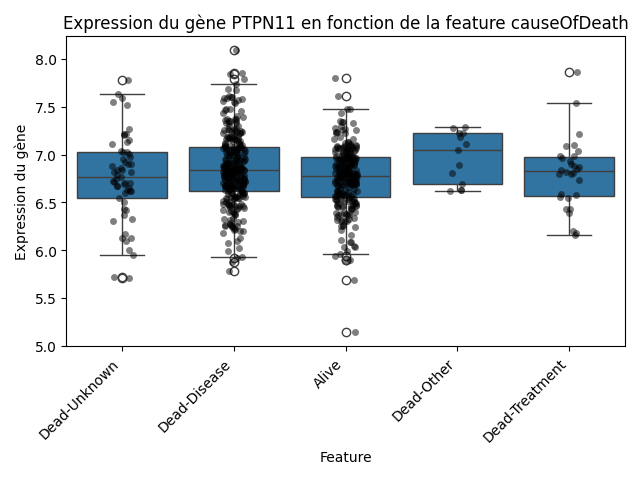 Expression du gène PTPN11 en fonction de la feature causeOfDeath
Expression du gène
8.0
7.5
7.0
6.5
6.0
5.5
5.0
Dead-Unknown
Dead-Disease
Alive
Dead-Other
Dead-Treatment
Feature